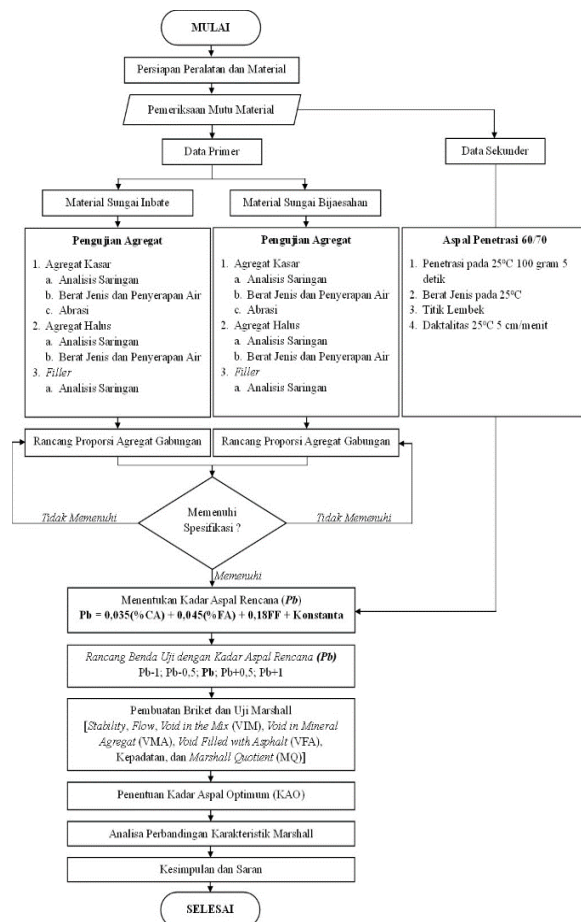 MULAI
Persiapan Peralatan dan Material
Pemeriksaan Mutu Material
Data Primer
Data Sekunder
Material Sungai Inbate
Material Sungai Bijaesahan
Pengujian Agregat
1. Agregat Kasar
a. Analisis Saringan
b. Berat Jenis dan Penyerapan Air
c. Abrasi
2. Agregat Halus
a. Analisis Saringan
b. Berat Jenis dan Penyerapan Air
3. Filler
a. Analisis Saringan
Pengujian Agregat
1. Agregat Kasar
a. Analisis Saringan
b. Berat Jenis dan Penyerapan Air
c. Abrasi
2. Agregat Halus
a. Analisis Saringan
b. Berat Jenis dan Penyerapan Air
3. Filler
a. Analisis Saringan
Aspal Penetrasi 60/70
1. Penetrasi pada 25°C 100 gram 5
detik
2. Berat Jenis pada 25°C
3. Titik Lembek
4. Daktalitas 25°C 5 cm/menit
Rancang Proporsi Agregat Gabungan
Rancang Proporsi Agregat Gabungan
Tidak Memenuhi
Memenuhi
Spesifikasi ?
Tidak Memenuhi
Memenuhi
Menentukan Kadar Aspal Rencana (Pb)
Pb = 0,035(%CA) + 0,045(%FA) + 0,18FF + Konstanta
Rancang Benda Uji dengan Kadar Aspal Rencana (Pb)
Pb-1; Pb-0,5; Pb; Pb+0,5; Pb+1
Pembuatan Briket dan Uji Marshall
[Stability, Flow, Void in the Mix (VIM), Void in Mineral
Agregat (VMA), Void Filled with Asphalt (VFA),
Kepadatan, dan Marshall Quotient (MQ)]
Penentuan Kadar Aspal Optimum (KAO)
Analisa Perbandingan Karakteristik Marshall
Kesimpulan dan Saran
SELESAI